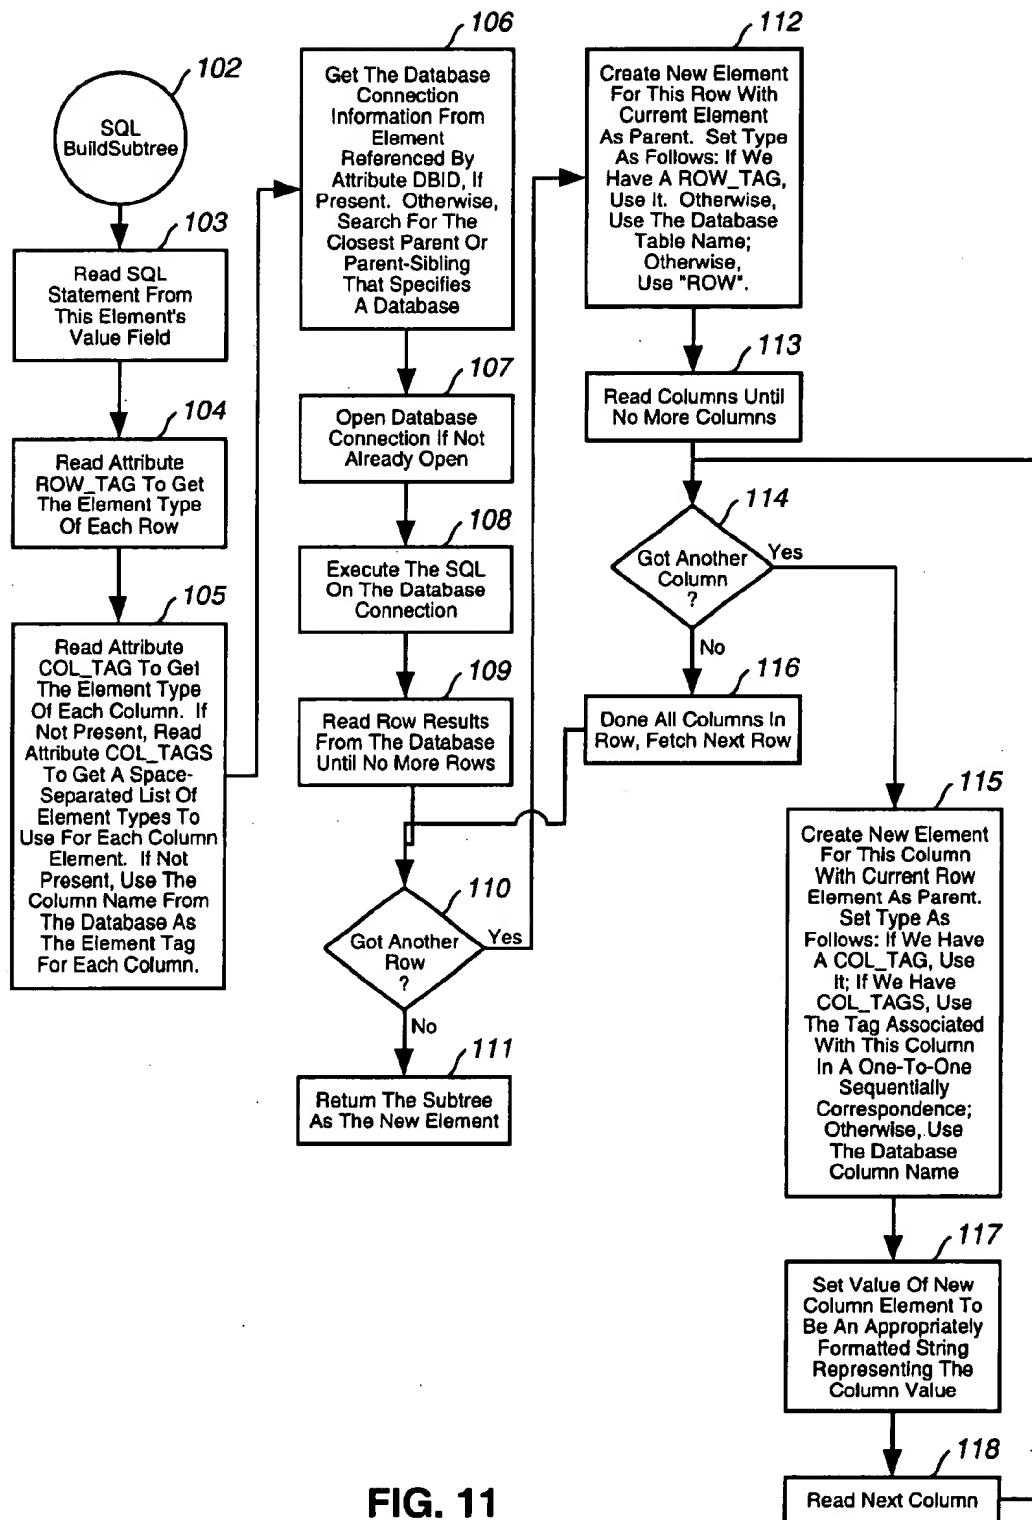 102
SQL
BuildSubtree
103
Read SQL
Statement From
This Element's
Value Field
104
Read Attribute
ROW_TAG To Get
The Element Type
Of Each Row
105
Read Attribute
COL_TAG To Get
The Element Type
Of Each Column. If
Not Present, Read
Attribute COL_TAGS
To Get A Space-
Separated List Of
Element Types To
Use For Each Column
Element. If Not
Present, Use The
Column Name From
The Database As
The Element Tag
For Each Column.
106
Get The Database
Connection
Information From
Element
Referenced By
Attribute DBID, If
Present. Otherwise,
Search For The
Closest Parent Or
Parent-Sibling
That Specifies
A Database
107
Open Database
Connection If Not
Already Open
108
Execute The SQL
On The Database
Connection
109
Read Row Results
From The Database
Until No More Rows
110
Got Another
Row
?
Yes
No
111
Return The Subtree
As The New Element
112
Create New Element
For This Row With
Current Element
As Parent. Set Type
As Follows: If We
Have A ROW_TAG,
Use It. Otherwise,
Use The Database
Table Name;
Otherwise,
Use "ROW".
113
Read Columns Until
No More Columns
114
Got Another
Column
?
Yes
No
116
Done All Columns In
Row, Fetch Next Row
115
Create New Element
For This Column
With Current Row
Element As Parent.
Set Type As
Follows: If We Have
A COL_TAG, Use
It; If We Have
COL_TAGS, Use
The Tag Associated
With This Column
In A One-To-One
Sequentially
Correspondence;
Otherwise, Use
The Database
Column Name
117
Set Value Of New
Column Element To
Be An Appropriately
Formatted String
Representing The
Column Value
118
Read Next Column
FIG. 11